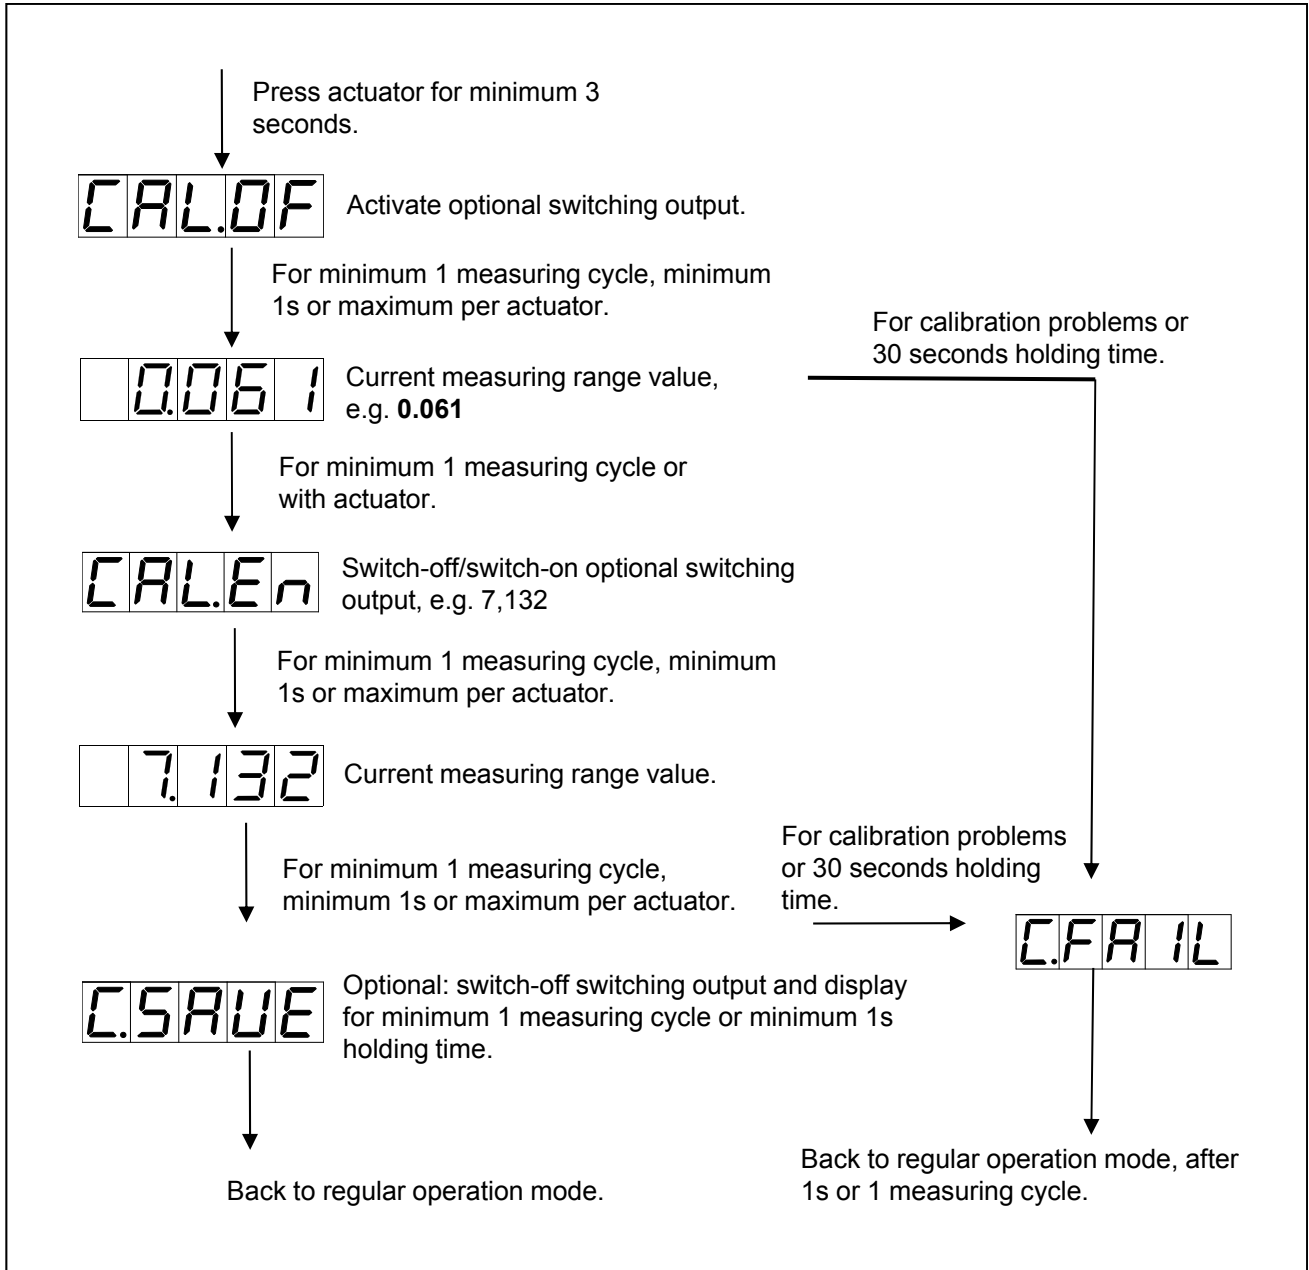 Press actuator for minimum 3
seconds.
CAL.OF
Activate optional switching output.
For minimum 1 measuring cycle, minimum
1s or maximum per actuator.
For calibration problems or
30 seconds holding time.
0.061
Current measuring range value,
e.g. 0.061
For minimum 1 measuring cycle or
with actuator.
CAL.En
Switch-off/switch-on optional switching
output, e.g. 7,132
For minimum 1 measuring cycle, minimum
1s or maximum per actuator.
7.132
Current measuring range value.
For minimum 1 measuring cycle,
minimum 1s or maximum per actuator.
For calibration problems
or 30 seconds holding
time.
C.FAIL
C.SAVE
Optional: switch-off switching output and display
for minimum 1 measuring cycle or minimum 1s
holding time.
Back to regular operation mode.
Back to regular operation mode, after
1s or 1 measuring cycle.